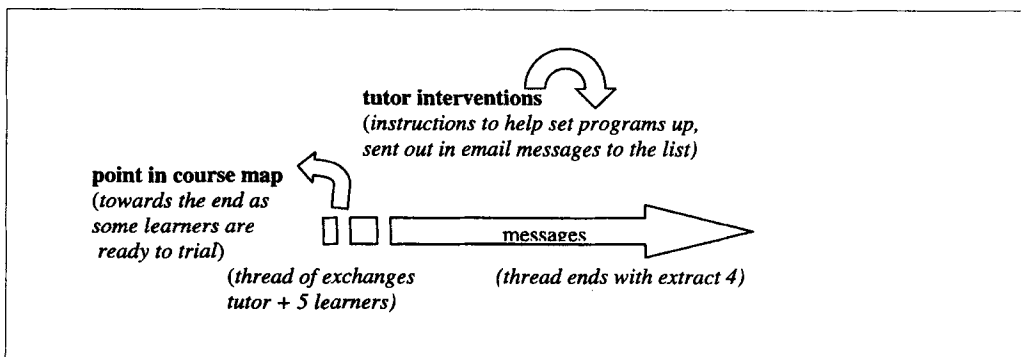 tutor interventions
(instructions to help set programs up,
sent out in email messages to the list)
point in course map
(towards the end as
some learners are
ready to trial)
messages
(thread of exchanges
tutor + 5 learners)
(thread ends with extract 4)